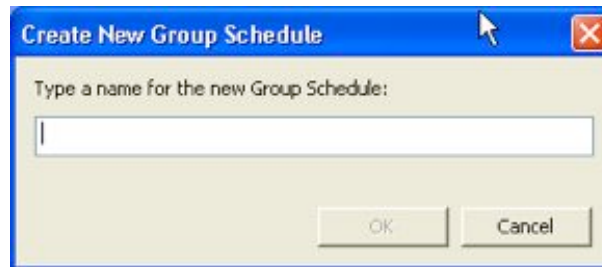 Create New Group Schedule
Type a name for the new Group Schedule:
OK
Cancel